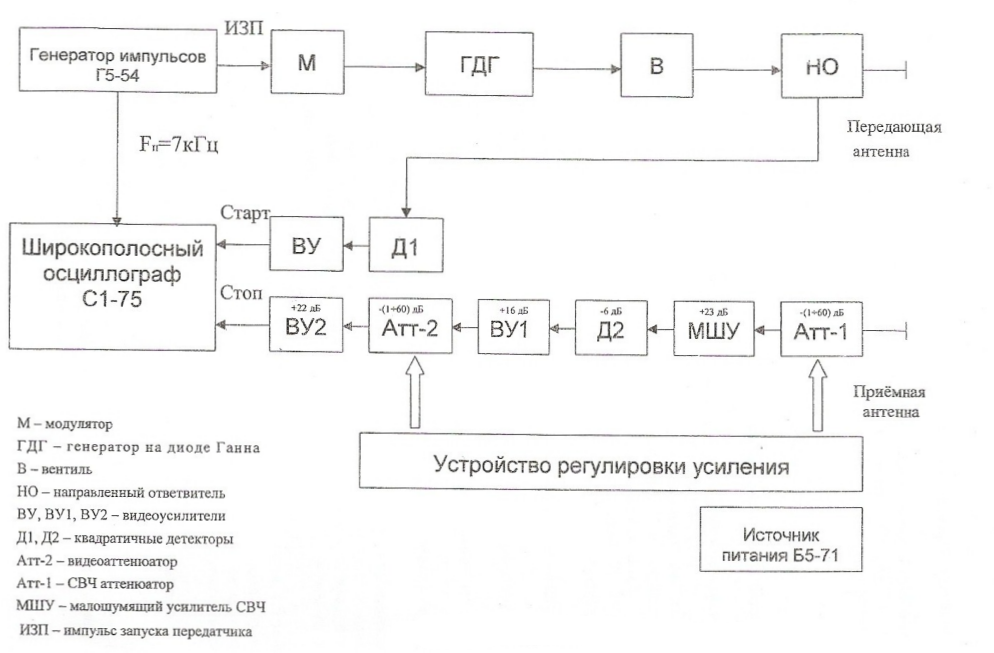 ИЗП
Генератор импульсов
Г5-54
М
ГДГ
В
НО
Fп=7кГц
Передающая
антенна
Старт
Широкополосный
осциллограф
С1-75
ВУ
Д1
Стоп
+22 дБ
ВУ2
-(1÷60) дБ
Атт-2
+16 дБ
ВУ1
-6 дБ
Д2
+23 дБ
МШУ
-(1÷60) дБ
Атт-1
Приёмная
антенна
Устройство регулировки усиления
Источник
питания Б5-71
М – модулятор
ГДГ – генератор на диоде Ганна
В – вентиль
НО – направленный ответвитель
ВУ, ВУ1, ВУ2 – видеоусилители
Д1, Д2 – квадратичные детекторы
Атт-2 – видеоаттенюатор
Атт-1 – СВЧ аттенюатор
МШУ – малошумящий усилитель СВЧ
ИЗП – импульс запуска передатчика